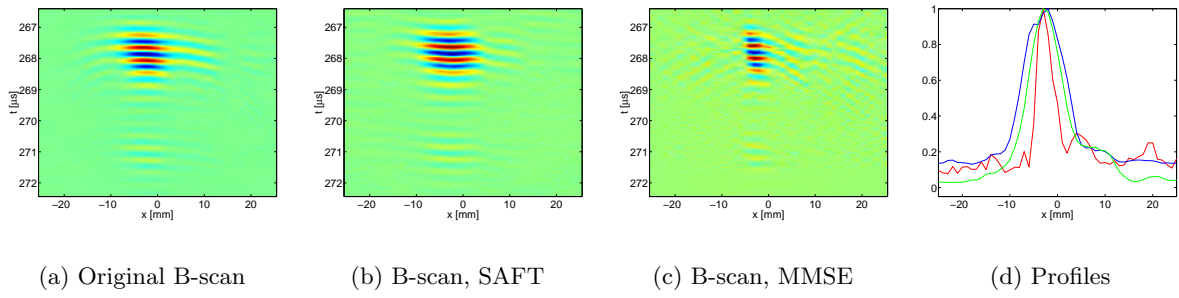 267
268
269
270
271
272
t [µs]
−20 −10 0 10 20
x [mm]
267
268
269
270
271
272
t [µs]
−20 −10 0 10 20
x [mm]
267
268
269
270
271
272
t [µs]
−20 −10 0 10 20
x [mm]
1
0.8
0.6
0.4
0.2
0
−20 −10 0 10 20
x [mm]
(a) Original B-scan
(b) B-scan, SAFT
(c) B-scan, MMSE
(d) Profiles